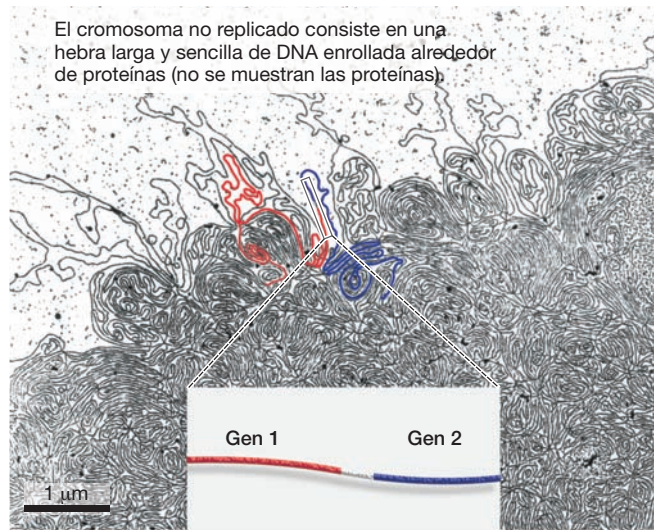 El cromosoma no replicado consiste en una
hebra larga y sencilla de DNA enrollada alrededor
de proteínas (no se muestran las proteínas).
Gen 1
Gen 2
1 μm